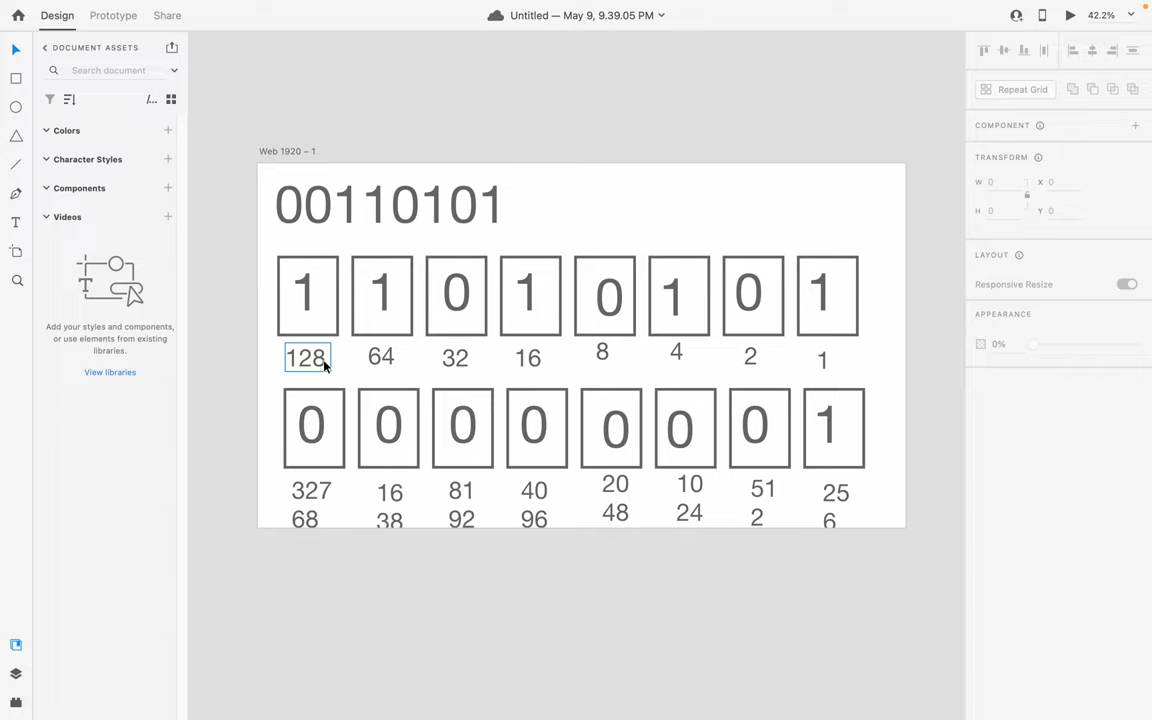 Design Prototype Share Untitled — May 9, 9.39.05 PM 42.2%
DOCUMENT ASSETS
Search document
/...
Colors
Character Styles
Components
Videos
Add your styles and components,
or use elements from existing
libraries.
View libraries
Web 1920 – 1
00110101
1 1 0 1 0 1 0 1
128 64 32 16 8 4 2 1
0 0 0 0 0 0 0 1
327 16 81 40 20 10 51 25
68 38 92 96 48 24 2 6
Repeat Grid
COMPONENT
TRANSFORM
W 0 X 0
H 0 Y 0
LAYOUT
Responsive Resize
APPEARANCE
0%